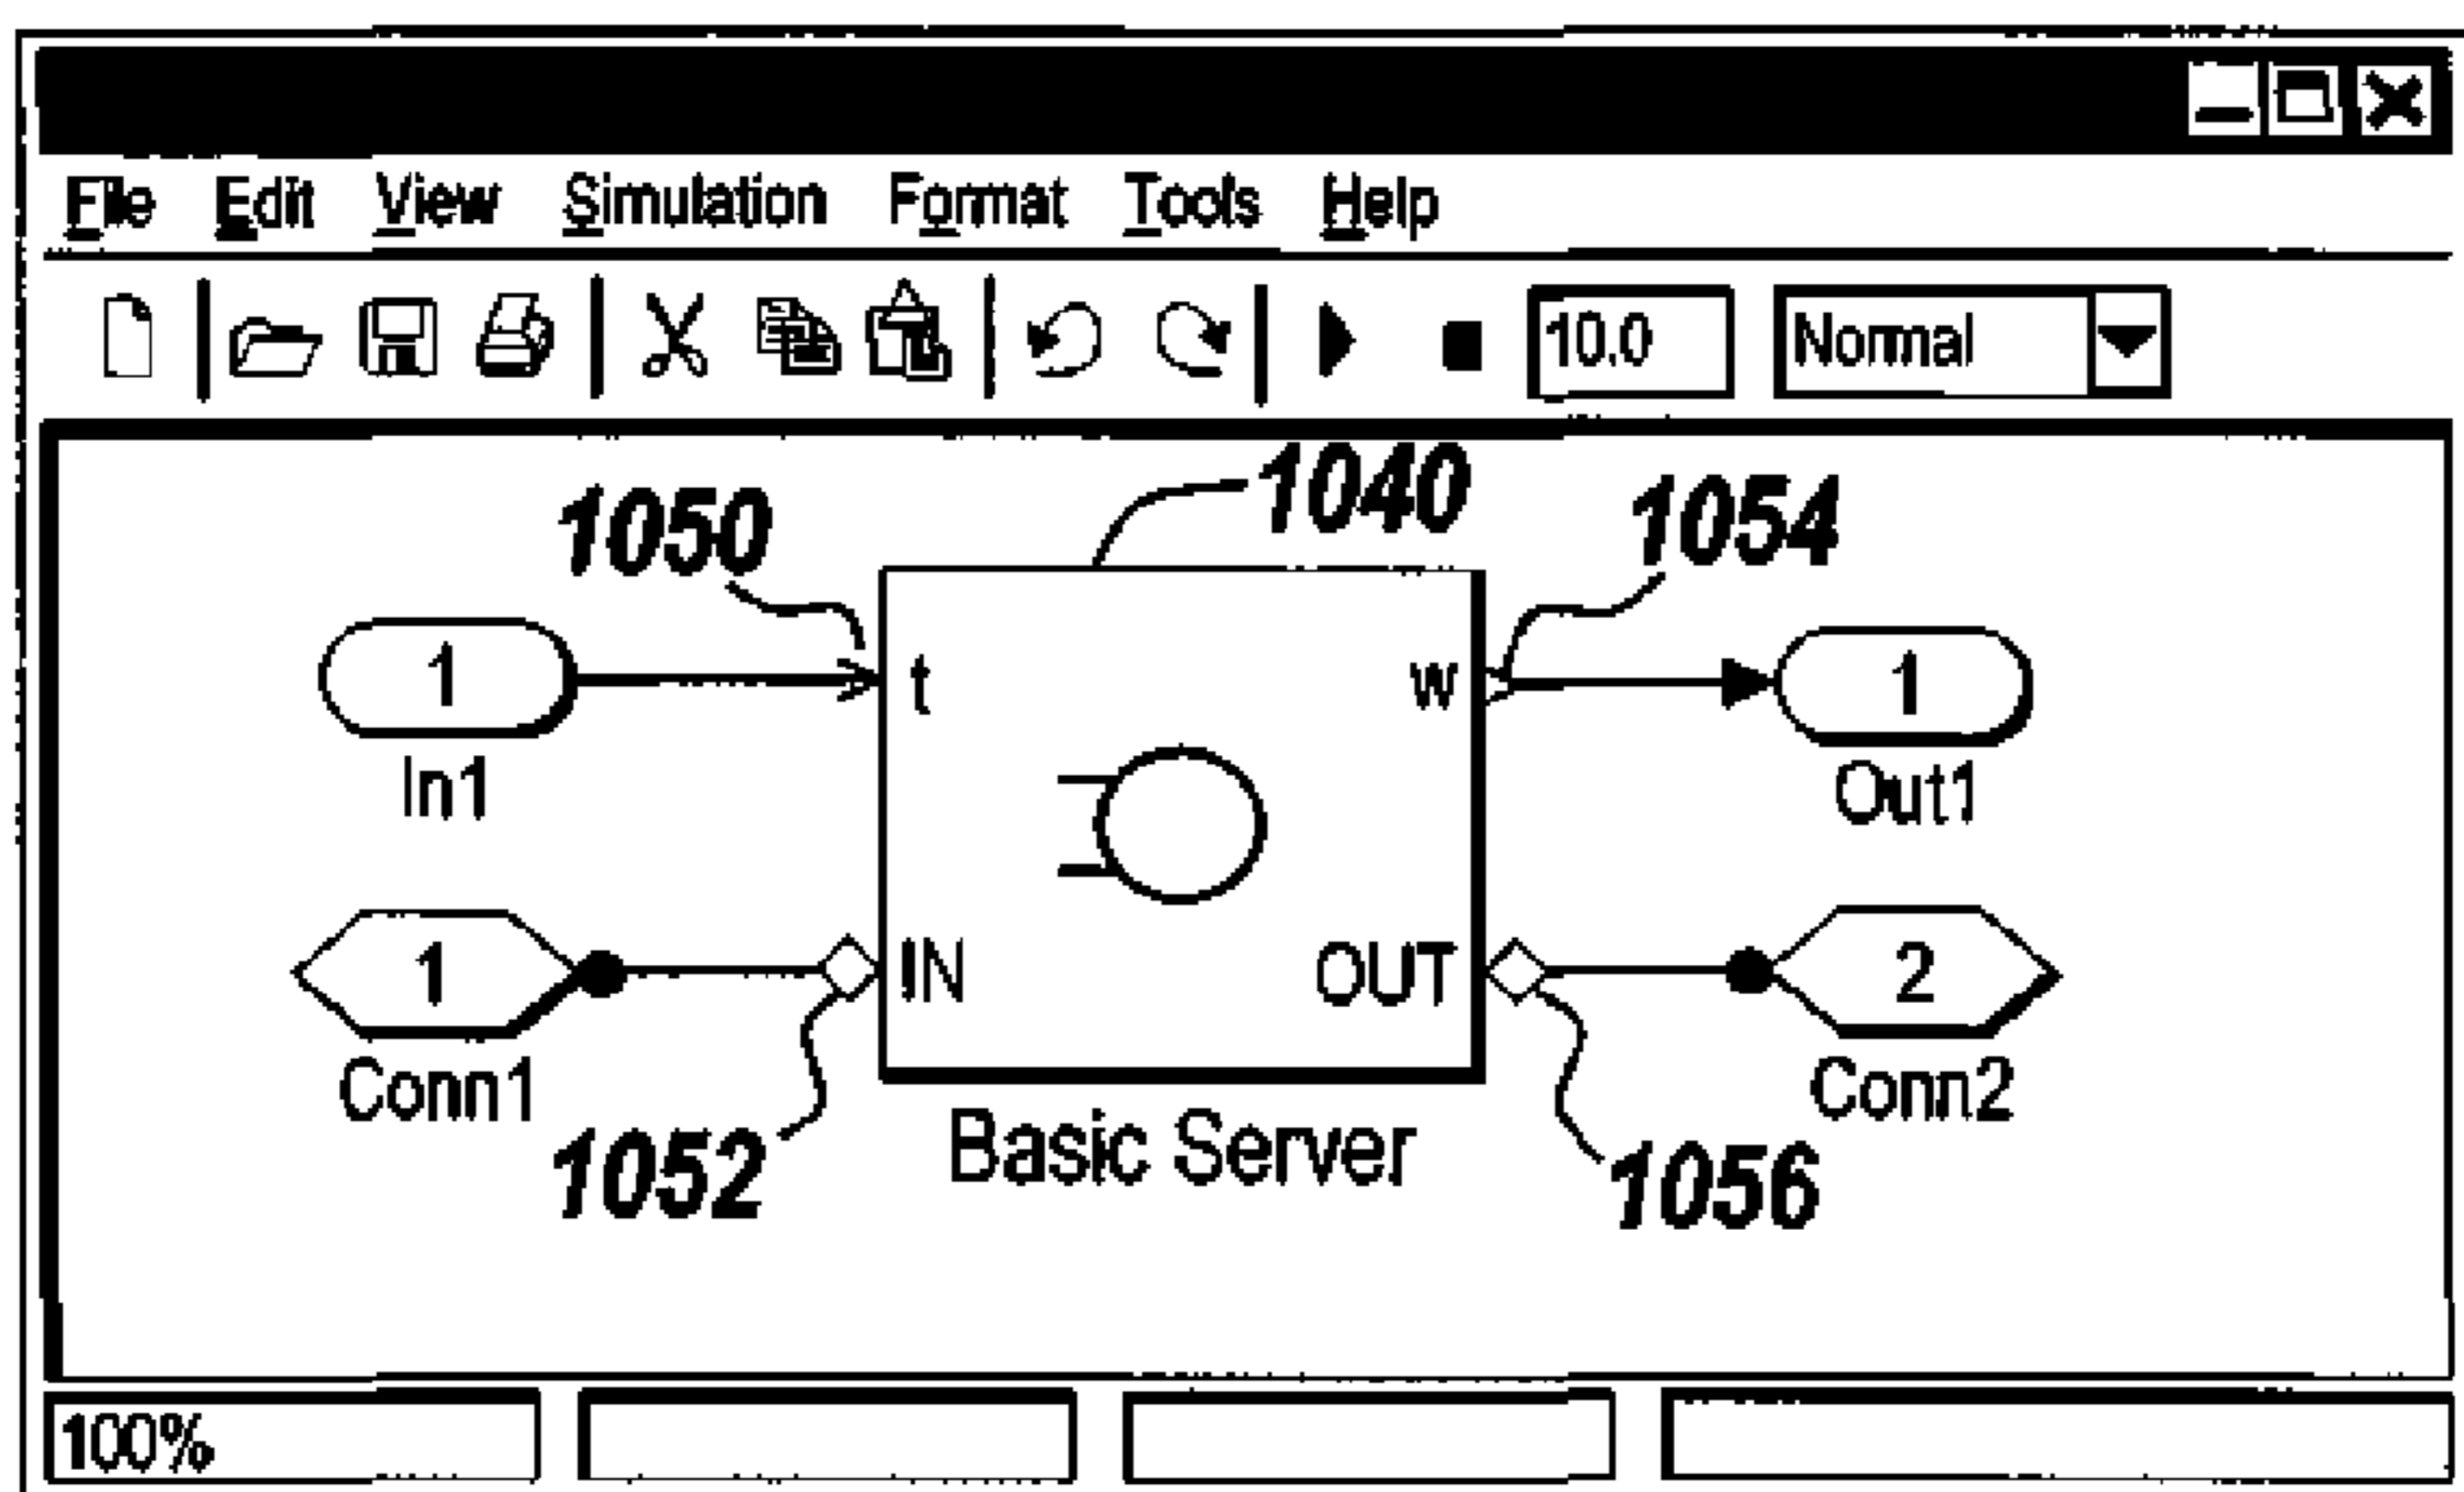 File Edit View Simulation Format Tools Help
10.0 Normal
1050 1040 1054
1 t w 1
In1 Out1
1 IN OUT 2
Conn1 Conn2
Basic Server
1052 1056
100%